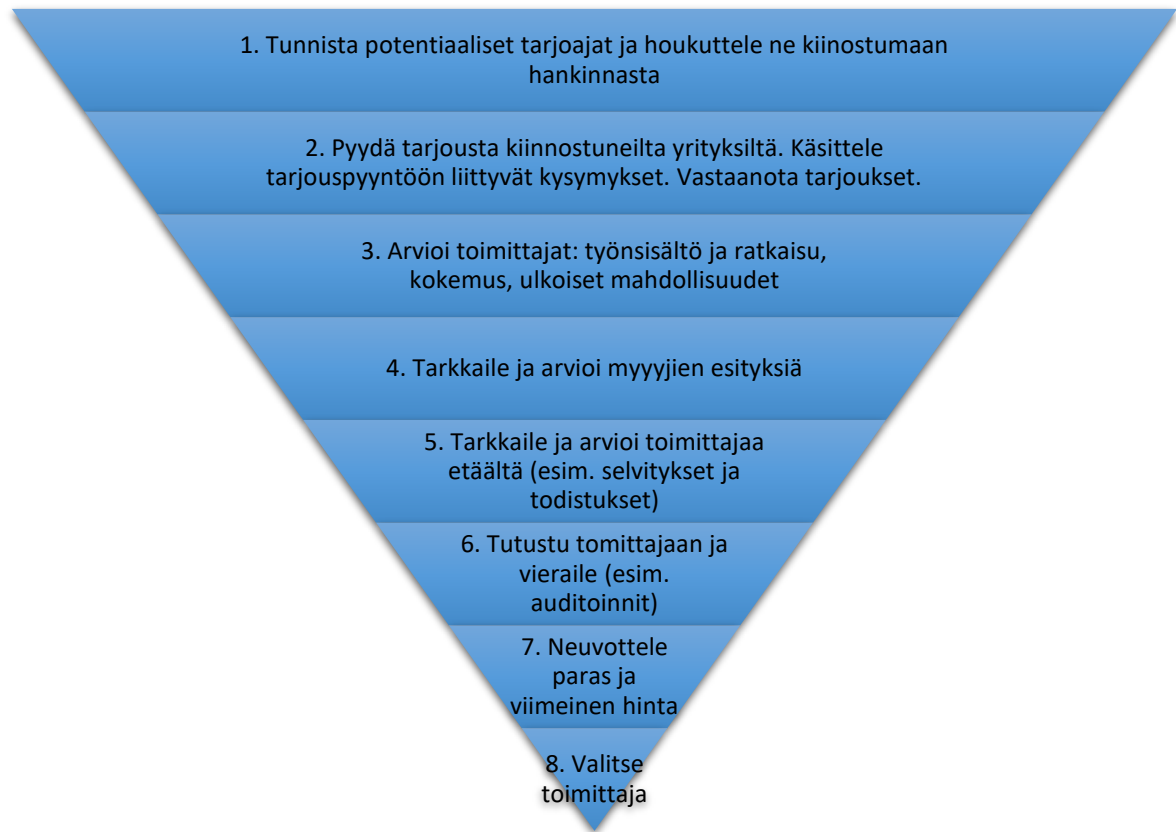 1. Tunnista potentiaaliset tarjoajat ja houkuttele ne kiinostumaan
hankinnasta
2. Pyydä tarjousta kiinnostuneilta yrityksiltä. Käsittele
tarjouspyyntöön liittyvät kysymykset. Vastaanota tarjoukset.
3. Arvioi toimittajat: työnsisältö ja ratkaisu,
kokemus, ulkoiset mahdollisuudet
4. Tarkkaile ja arvioi myyyjien esityksiä
5. Tarkkaile ja arvioi toimittajaa
etäältä (esim. selvitykset ja
todistukset)
6. Tutustu tomittajaan ja
vieraile (esim.
auditoinnit)
7. Neuvottele
paras ja
viimeinen hinta
8. Valitse
toimittaja